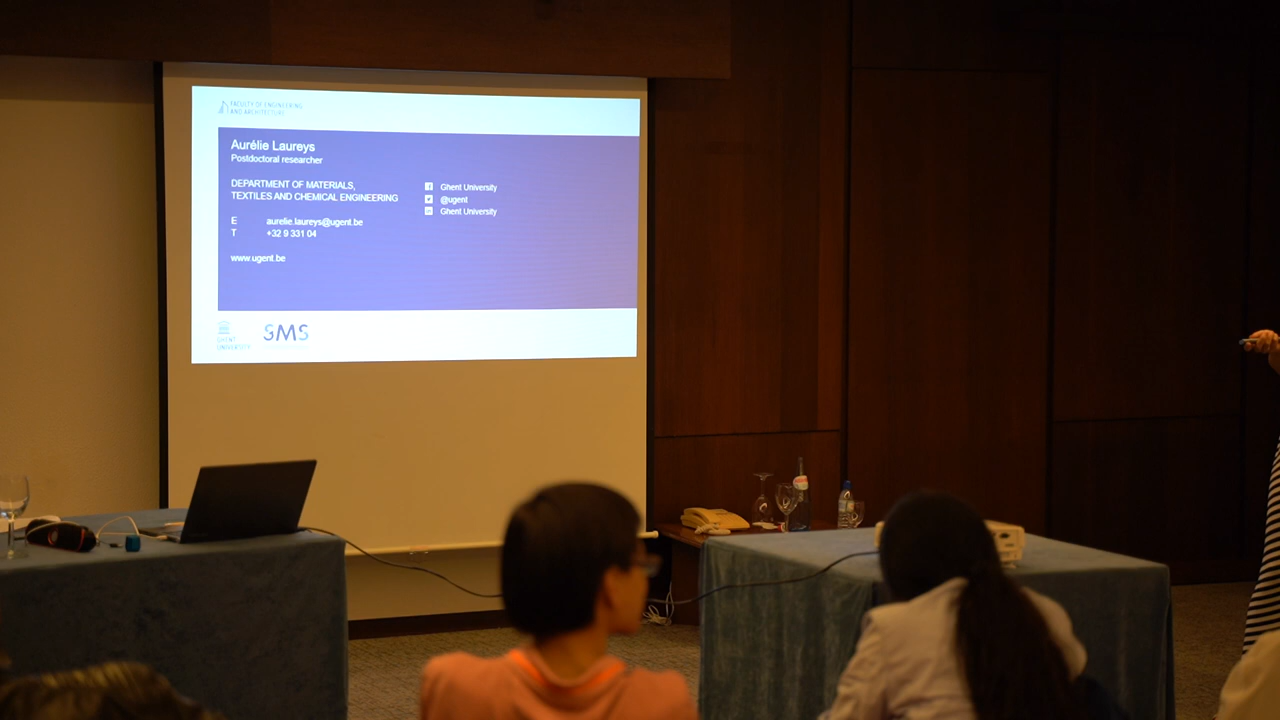 FACULTY OF ENGINEERING
AND ARCHITECTURE
Aurélie Laureys
Postdoctoral researcher
DEPARTMENT OF MATERIALS,
TEXTILES AND CHEMICAL ENGINEERING
E aurelie.laureys@ugent.be
T +32 9 331 04
www.ugent.be
Ghent University
@ugent
Ghent University
GHENT
UNIVERSITY
SMS